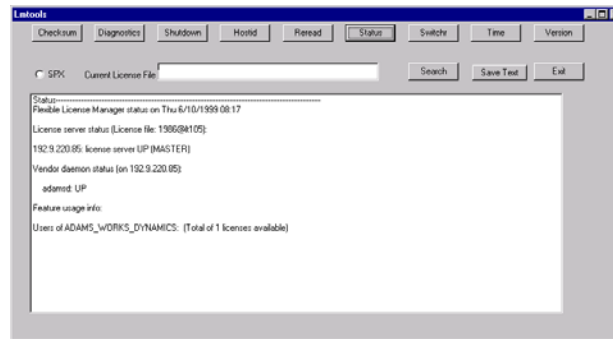 Lmtools
Checksum Diagnostics Shutdown Hostid Reread Status Switchr Time Version
SPX Current License File Search Save Text Exit
Status-----------------------------------------------------------------------------
Flexible License Manager status on Thu 6/10/1999 08:17
License server status (License file: 1986@kt105):
192.9.220.85: license server UP (MASTER)
Vendor daemon status (on 192.9.220.85):
adamsd: UP
Feature usage info:
Users of ADAMS_WORKS_DYNAMICS: (Total of 1 licenses available)